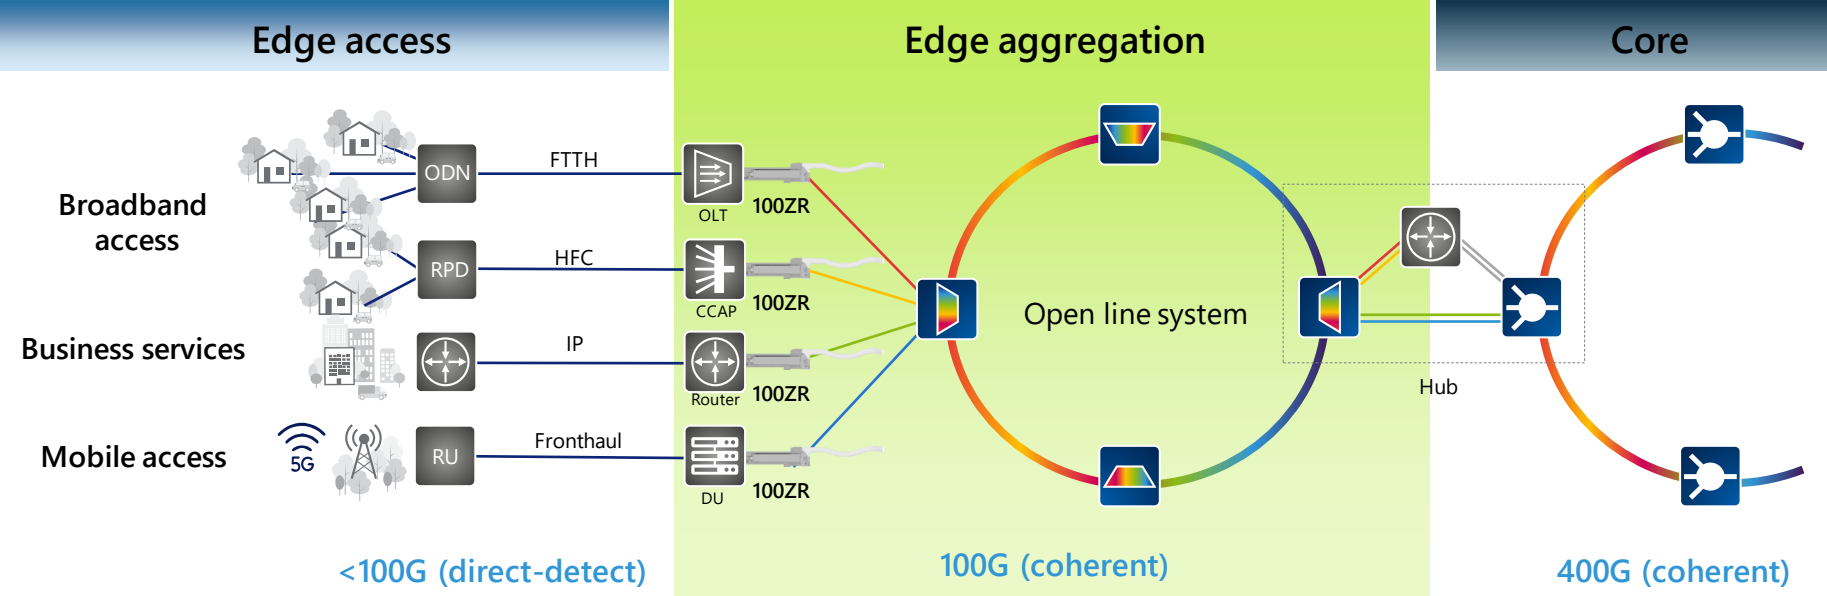 Edge access
Edge aggregation
Core
Broadband
access
ODN
FTTH
OLT
100ZR
RPD
HFC
CCAP
100ZR
Business services
IP
Router
100ZR
Mobile access
5G
RU
Fronthaul
DU
100ZR
Open line system
Hub
<100G (direct-detect)
100G (coherent)
400G (coherent)